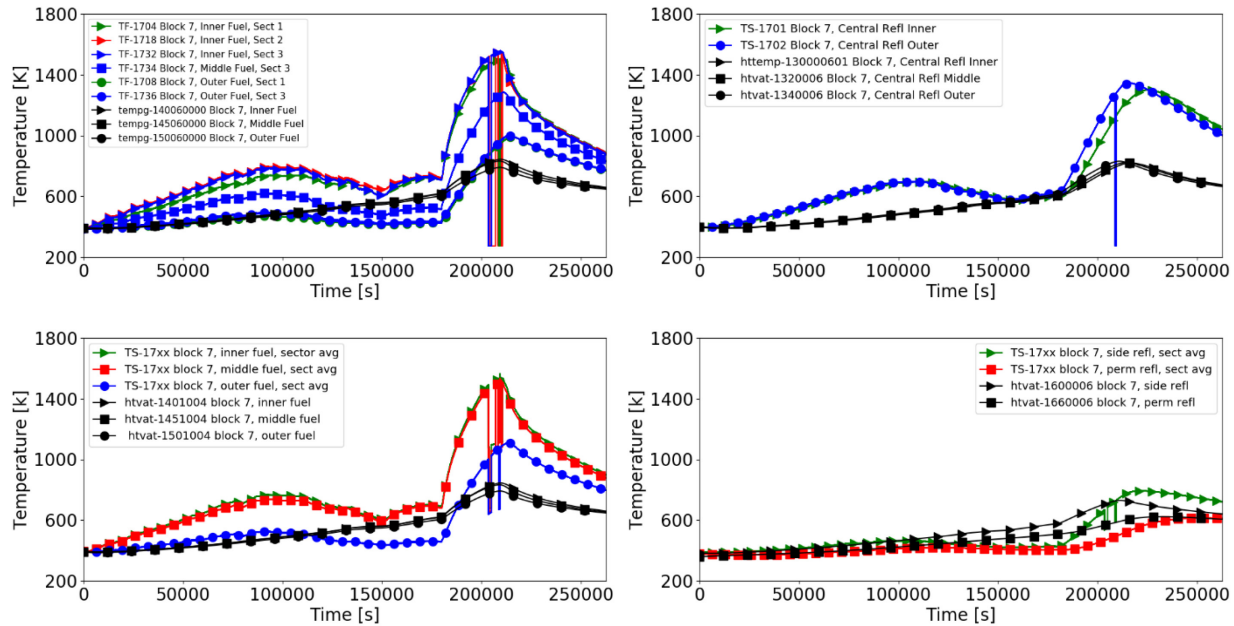 1800
1400
1000
600
200
Temperature [K]
TF-1704 Block 7, Inner Fuel, Sect 1
TF-1718 Block 7, Inner Fuel, Sect 2
TF-1732 Block 7, Inner Fuel, Sect 3
TF-1734 Block 7, Middle Fuel, Sect 3
TF-1708 Block 7, Outer Fuel, Sect 1
TF-1736 Block 7, Outer Fuel, Sect 3
tempg-140060000 Block 7, Inner Fuel
tempg-145060000 Block 7, Middle Fuel
tempg-150060000 Block 7, Outer Fuel
0 50000 100000 150000 200000 250000
Time [s]
1800
1400
1000
600
200
Temperature [K]
TS-1701 Block 7, Central Refl Inner
TS-1702 Block 7, Central Refl Outer
httemp-130000601 Block 7, Central Refl Inner
htvat-1320006 Block 7, Central Refl Middle
htvat-1340006 Block 7, Central Refl Outer
0 50000 100000 150000 200000 250000
Time [s]
1800
1400
1000
600
200
Temperature [k]
TS-17xx block 7, inner fuel, sector avg
TS-17xx block 7, middle fuel, sect avg
TS-17xx block 7, outer fuel, sect avg
htvat-1401004 block 7, inner fuel
htvat-1451004 block 7, middle fuel
htvat-1501004 block 7, outer fuel
0 50000 100000 150000 200000 250000
Time [s]
1800
1400
1000
600
200
Temperature [k]
TS-17xx block 7, side refl, sect avg
TS-17xx block 7, perm refl, sect avg
htvat-1600006 block 7, side refl
htvat-1660006 block 7, perm refl
0 50000 100000 150000 200000 250000
Time [s]